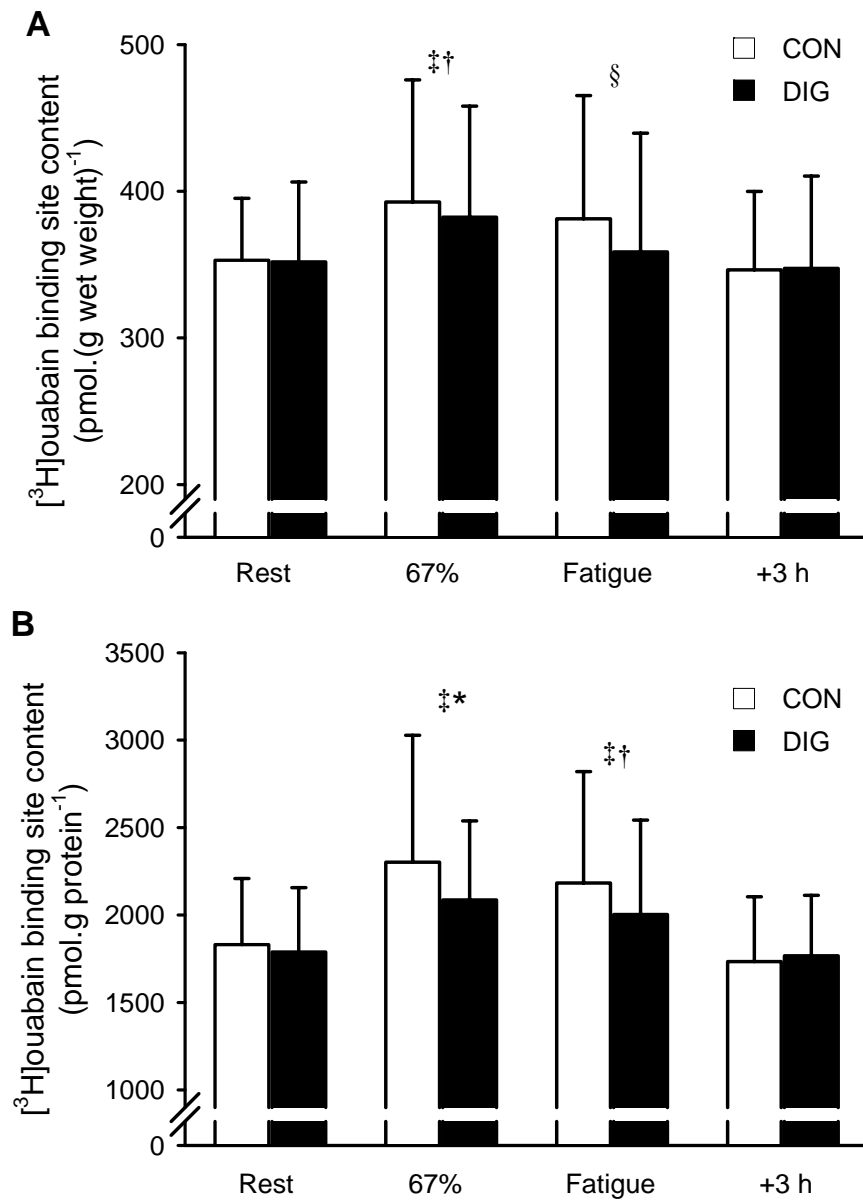 A
[³H]ouabain binding site content
(pmol.(g wet weight)⁻¹)
500
400
300
200
0
‡†
§
CON
DIG
Rest 67% Fatigue +3 h
B
[³H]ouabain binding site content
(pmol.g protein⁻¹)
3500
3000
2500
2000
1500
1000
0
‡*
‡†
CON
DIG
Rest 67% Fatigue +3 h